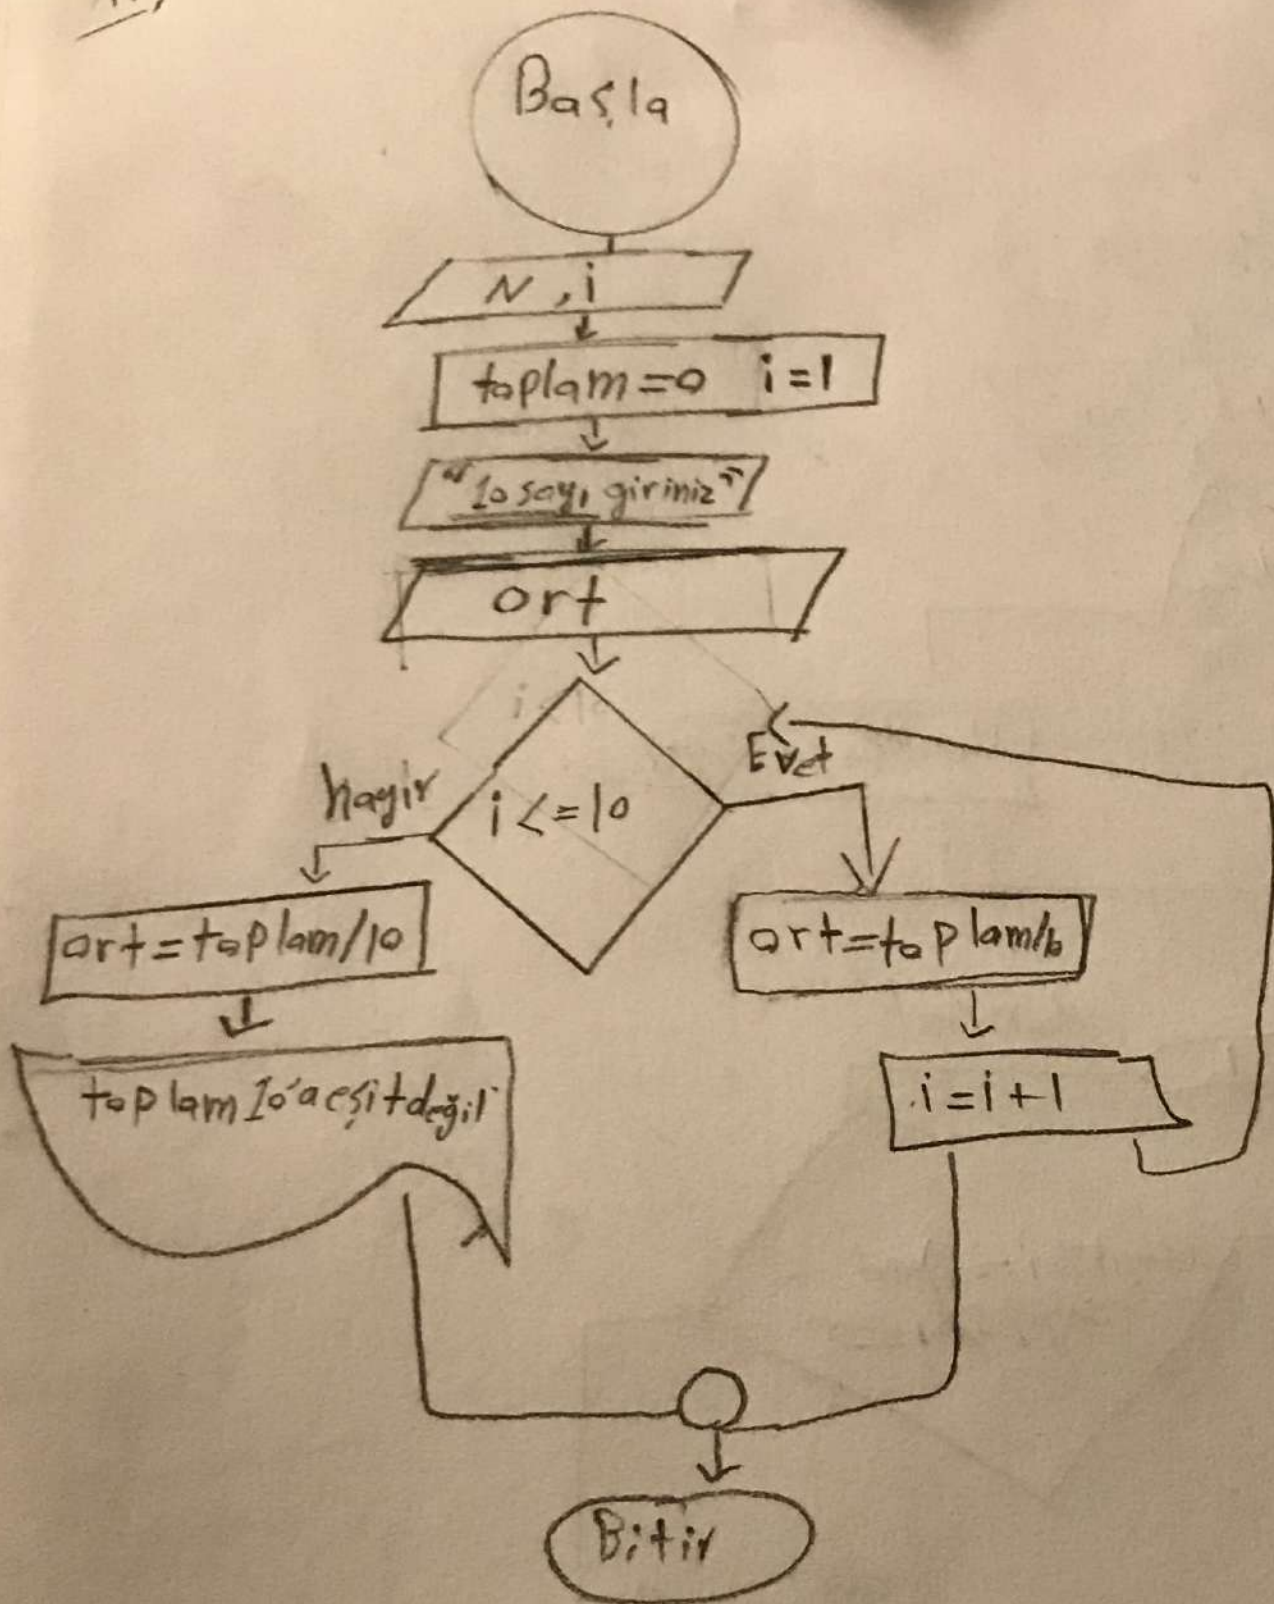 Başla
N , i
toplam=0 i=1
"10 sayı giriniz"
ort
i<=10
hayır
Evet
ort=toplam/10
ort=toplam/10
toplam 10'a eşit değil
i=i+1
Bitir